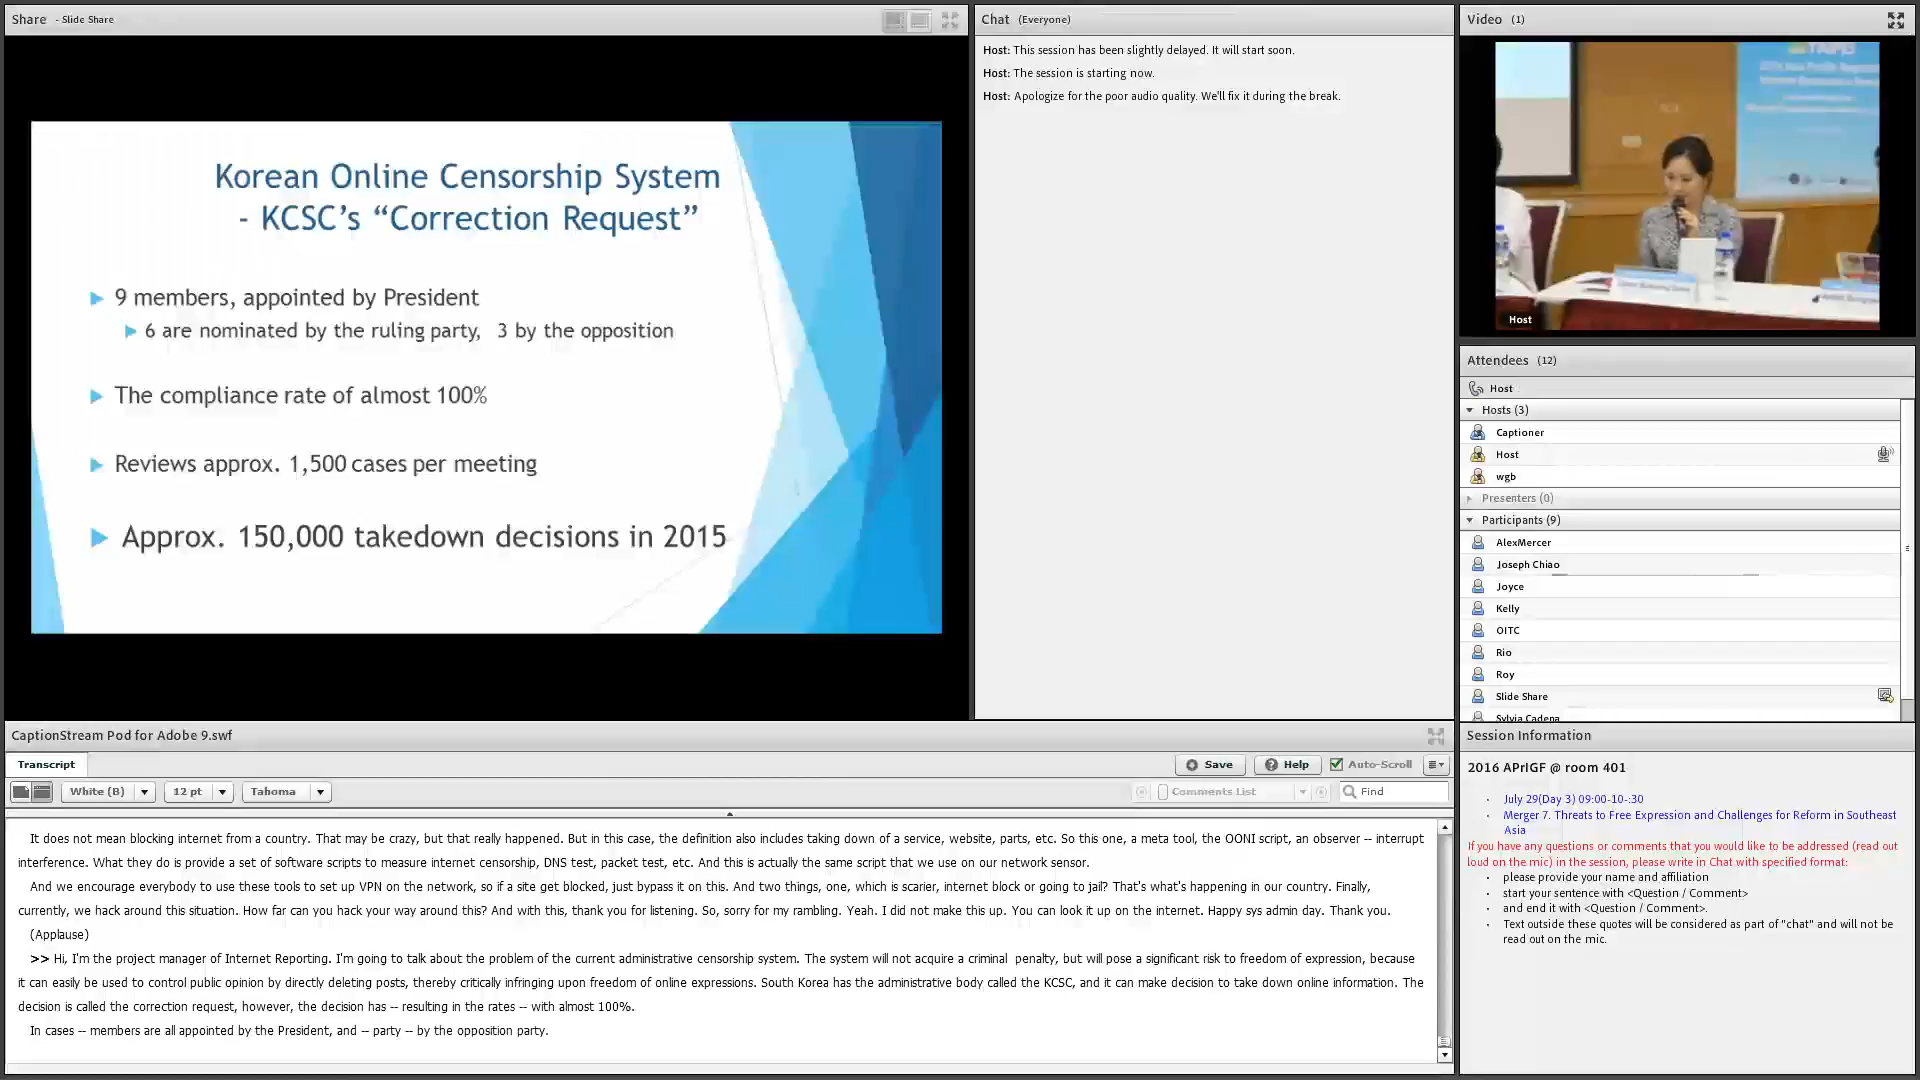 Share - Slide Share
Korean Online Censorship System
- KCSC's “Correction Request”
9 members, appointed by President
6 are nominated by the ruling party, 3 by the opposition
The compliance rate of almost 100%
Reviews approx. 1,500 cases per meeting
Approx. 150,000 takedown decisions in 2015
Chat (Everyone)
Host: This session has been slightly delayed. It will start soon.
Host: The session is starting now.
Host: Apologize for the poor audio quality. We'll fix it during the break.
Video (1)
TAIPEI
Host
Attendees (12)
Host
Hosts (3)
Captioner
Host
wgb
Presenters (0)
Participants (9)
AlexMercer
Joseph Chiao
Joyce
Kelly
OITC
Rio
Roy
Slide Share
Sylvia Cadena
CaptionStream Pod for Adobe 9.swf
Transcript
Save
Help
Auto-Scroll
White (B)
12 pt
Tahoma
Comments List
Find
It does not mean blocking internet from a country. That may be crazy, but that really happened. But in this case, the definition also includes taking down of a service, website, parts, etc. So this one, a meta tool, the OONI script, an observer -- interrupt
interference. What they do is provide a set of software scripts to measure internet censorship, DNS test, packet test, etc. And this is actually the same script that we use on our network sensor.
And we encourage everybody to use these tools to set up VPN on the network, so if a site get blocked, just bypass it on this. And two things, one, which is scarier, internet block or going to jail? That's what's happening in our country. Finally,
currently, we hack around this situation. How far can you hack your way around this? And with this, thank you for listening. So, sorry for my rambling. Yeah. I did not make this up. You can look it up on the internet. Happy sys admin day. Thank you.
(Applause)
>> Hi, I'm the project manager of Internet Reporting. I'm going to talk about the problem of the current administrative censorship system. The system will not acquire a criminal penalty, but will pose a significant risk to freedom of expression, because
it can easily be used to control public opinion by directly deleting posts, thereby critically infringing upon freedom of online expressions. South Korea has the administrative body called the KCSC, and it can make decision to take down online information. The
decision is called the correction request, however, the decision has -- resulting in the rates -- with almost 100%.
In cases -- members are all appointed by the President, and -- party -- by the opposition party.
Session Information
2016 APrIGF @ room 401
July 29(Day 3) 09:00-10-:30
Merger 7. Threats to Free Expression and Challenges for Reform in Southeast
Asia
If you have any questions or comments that you would like to be addressed (read out
loud on the mic) in the session, please write in Chat with specified format:
please provide your name and affiliation
start your sentence with <Question / Comment>
and end it with <Question / Comment>.
Text outside these quotes will be considered as part of "chat" and will not be
read out on the mic.